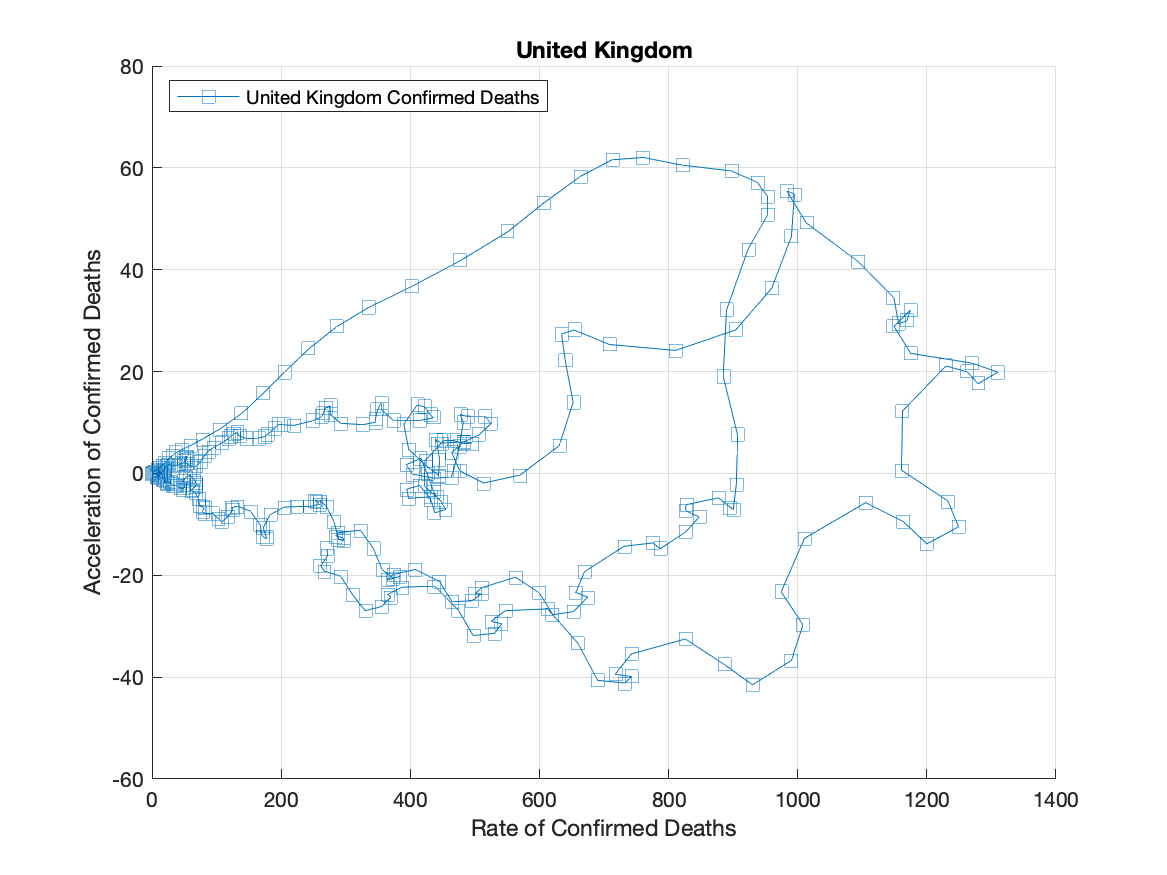 United Kingdom
United Kingdom Confirmed Deaths
80
60
40
20
0
-20
-40
-60
Acceleration of Confirmed Deaths
0 200 400 600 800 1000 1200 1400
Rate of Confirmed Deaths